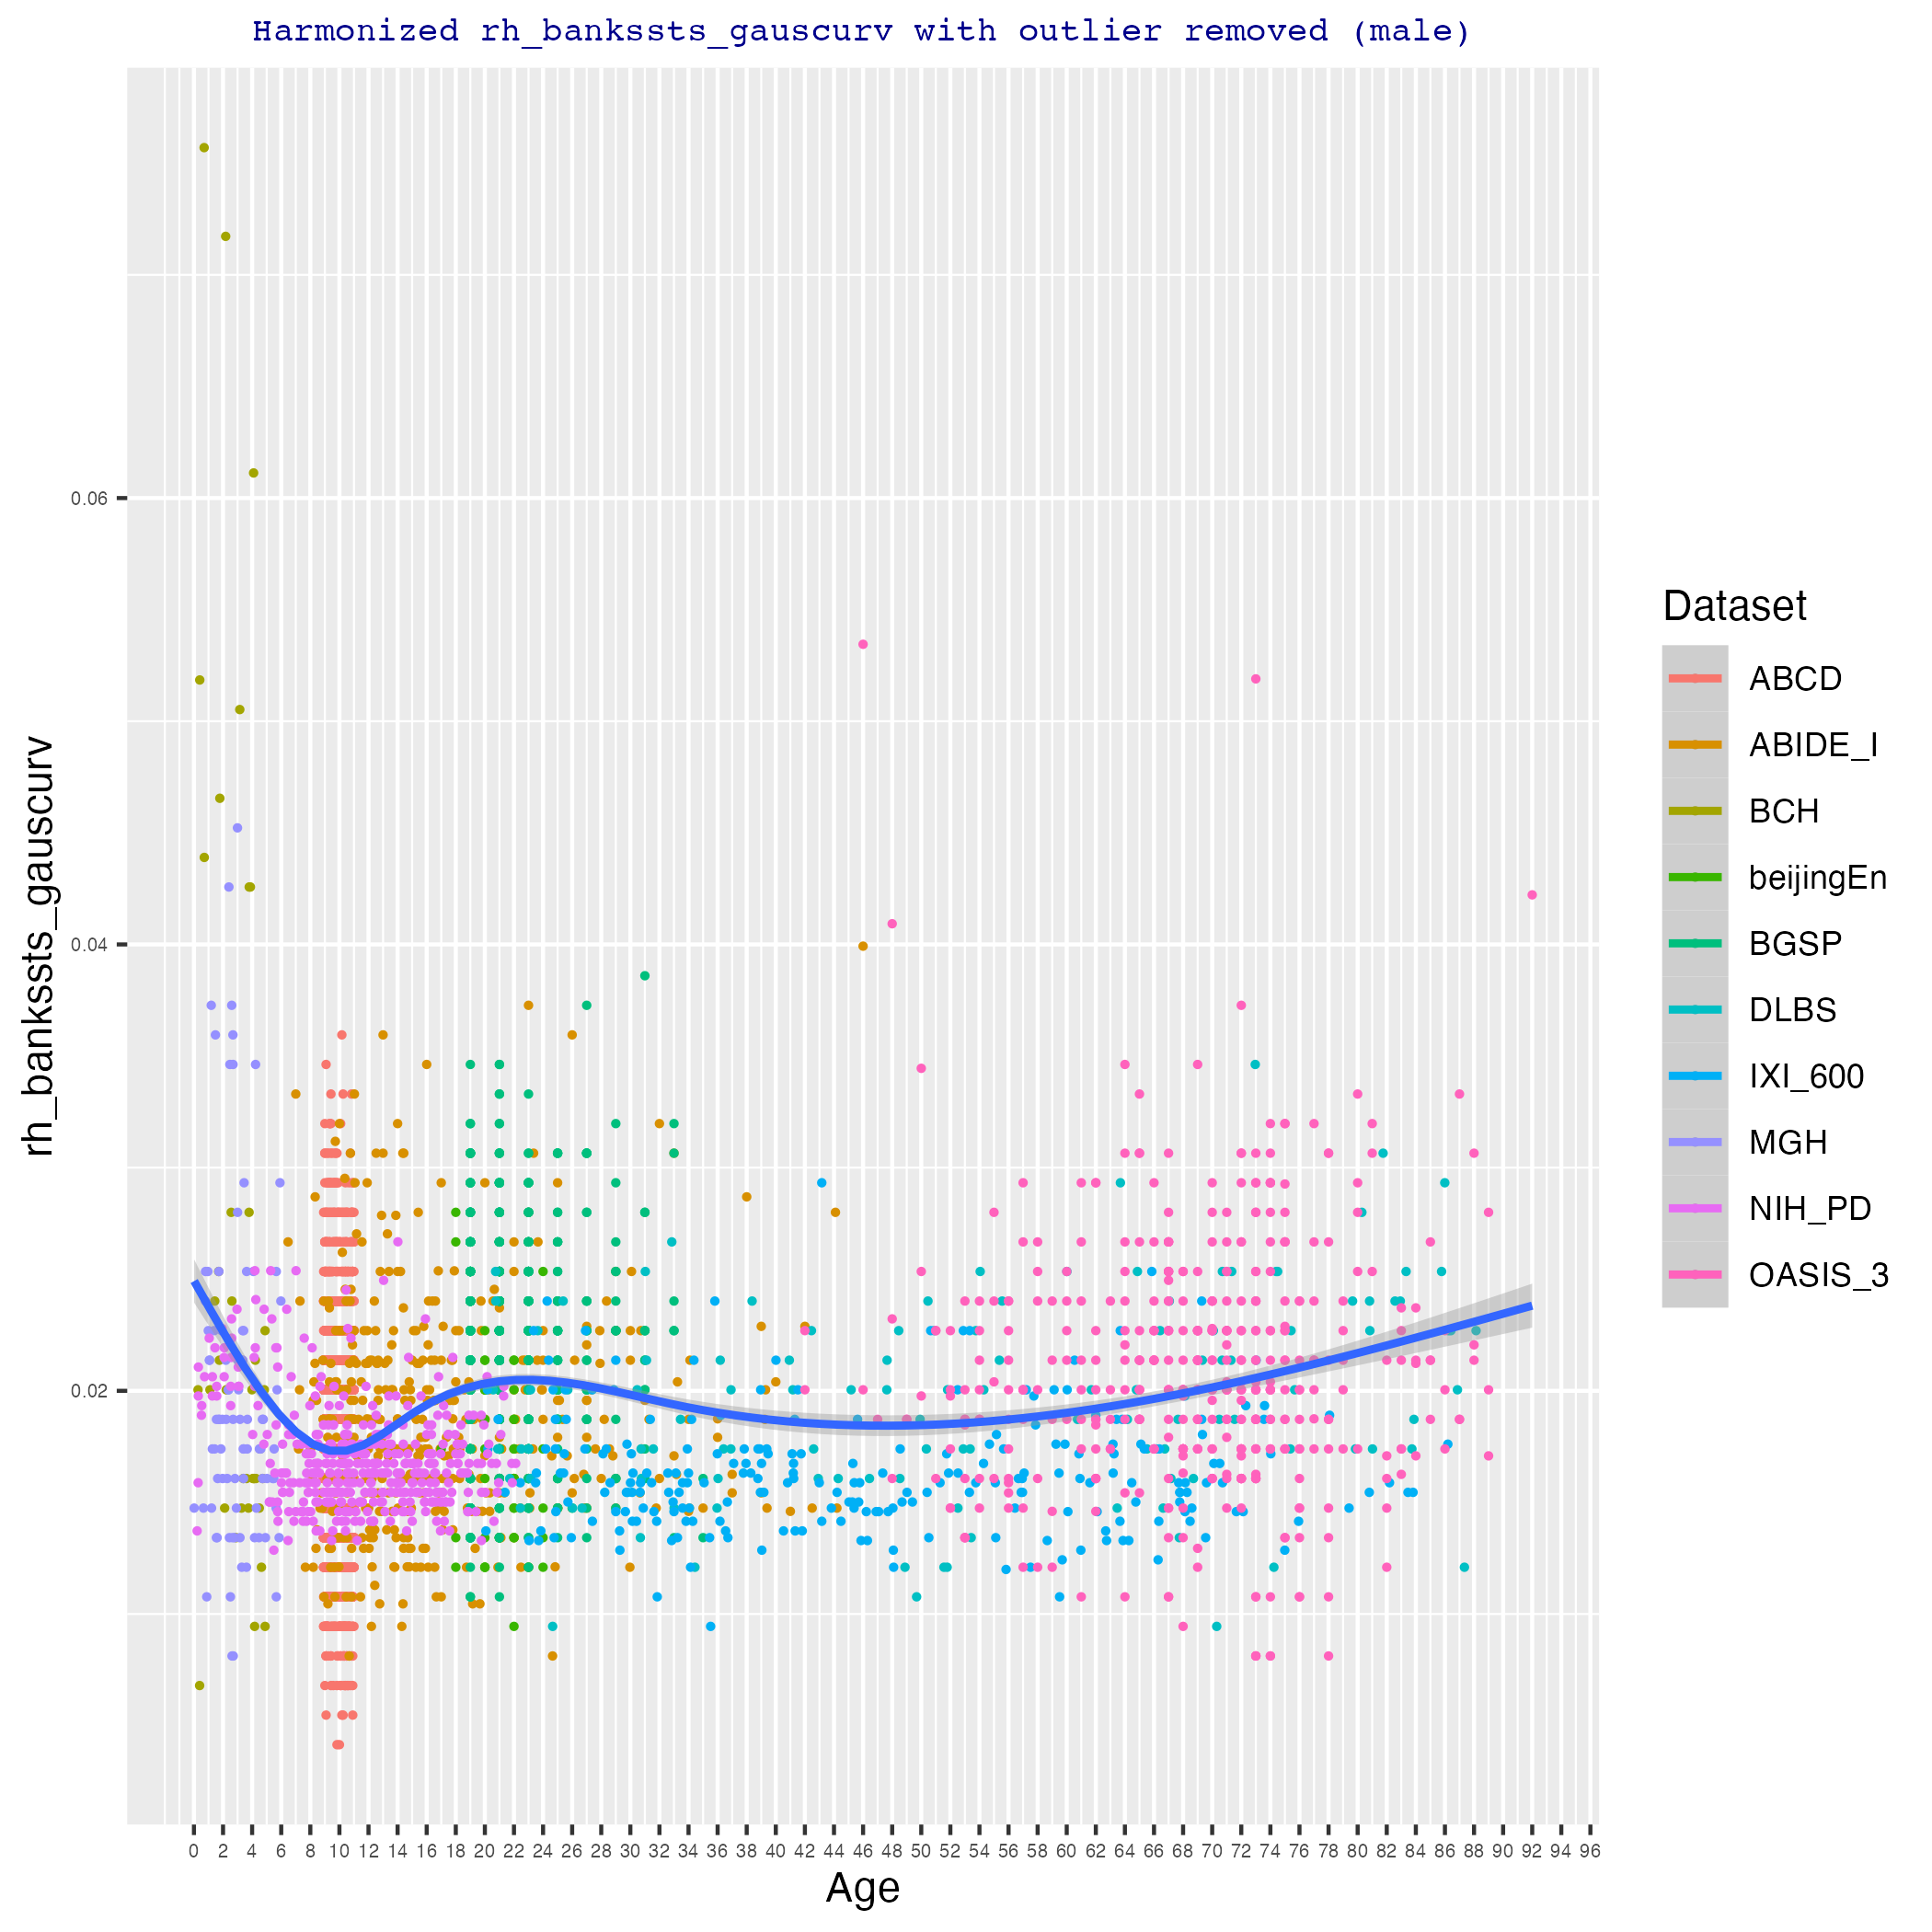 Harmonized rh_bankssts_gauscurv with outlier removed (male)
rh_bankssts_gauscurv
0.06
0.04
0.02
0 2 4 6 8 10 12 14 16 18 20 22 24 26 28 30 32 34 36 38 40 42 44 46 48 50 52 54 56 58 60 62 64 66 68 70 72 74 76 78 80 82 84 86 88 90 92 94 96
Age
Dataset
ABCD
ABIDE_I
BCH
beijingEn
BGSP
DLBS
IXI_600
MGH
NIH_PD
OASIS_3